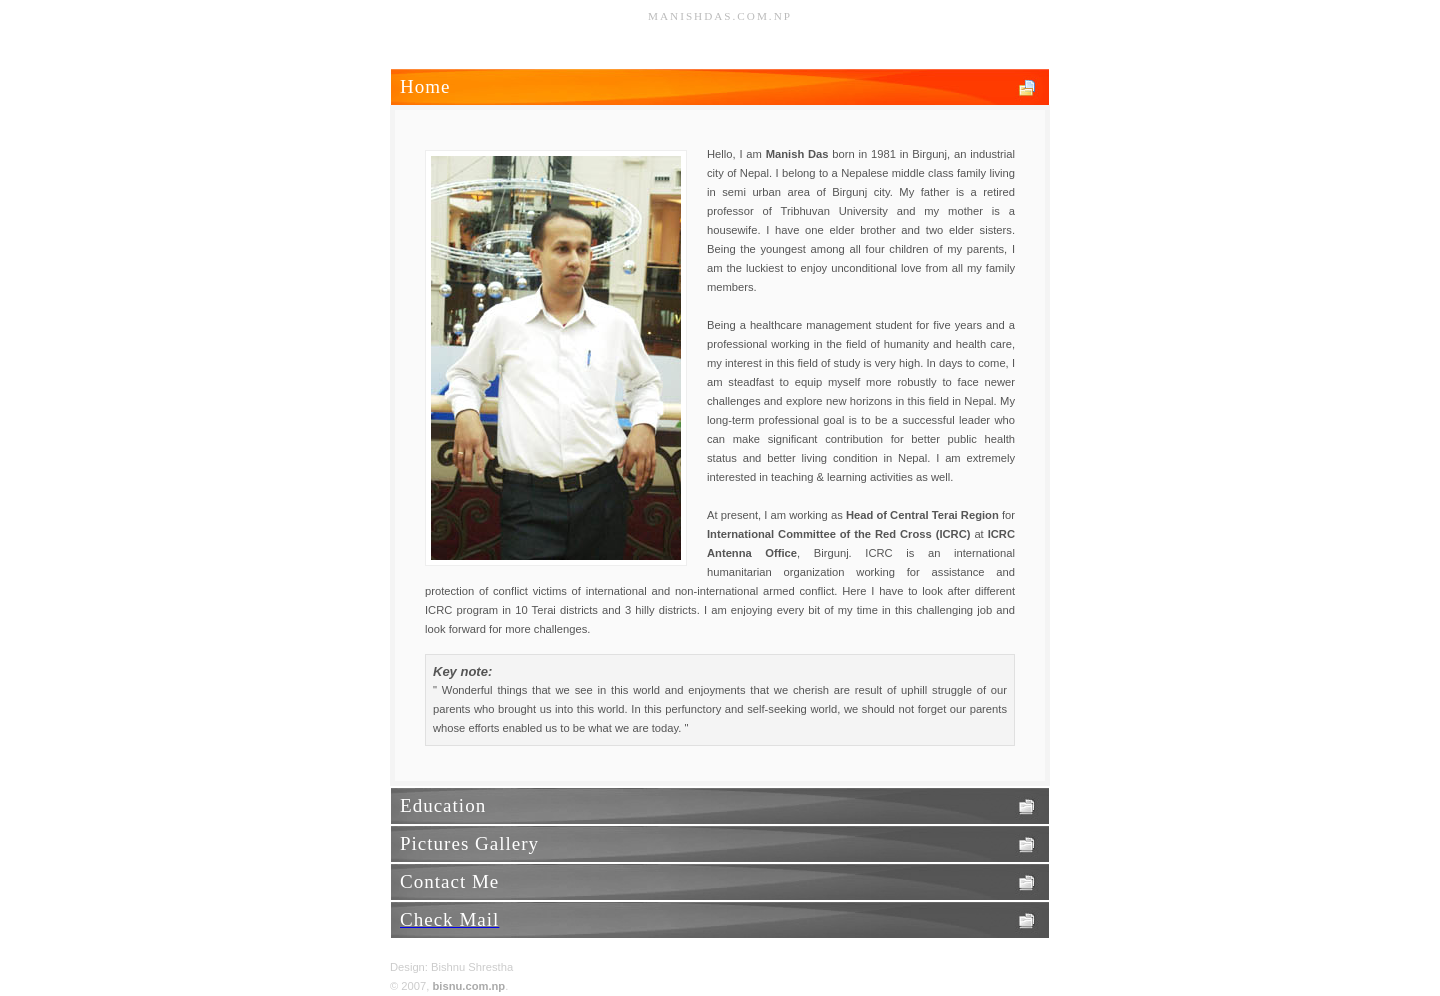 MANISHDAS.COM.NP
Home
Hello, I am Manish Das born in 1981 in Birgunj, an industrial
city of Nepal. I belong to a Nepalese middle class family living
in semi urban area of Birgunj city. My father is a retired
professor of Tribhuvan University and my mother is a
housewife. I have one elder brother and two elder sisters.
Being the youngest among all four children of my parents, I
am the luckiest to enjoy unconditional love from all my family
members.
Being a healthcare management student for five years and a
professional working in the field of humanity and health care,
my interest in this field of study is very high. In days to come, I
am steadfast to equip myself more robustly to face newer
challenges and explore new horizons in this field in Nepal. My
long-term professional goal is to be a successful leader who
can make significant contribution for better public health
status and better living condition in Nepal. I am extremely
interested in teaching & learning activities as well.
At present, I am working as Head of Central Terai Region for
International Committee of the Red Cross (ICRC) at ICRC
Antenna Office, Birgunj. ICRC is an international
humanitarian organization working for assistance and
protection of conflict victims of international and non-international armed conflict. Here I have to look after different
ICRC program in 10 Terai districts and 3 hilly districts. I am enjoying every bit of my time in this challenging job and
look forward for more challenges.
Key note:
" Wonderful things that we see in this world and enjoyments that we cherish are result of uphill struggle of our
parents who brought us into this world. In this perfunctory and self-seeking world, we should not forget our parents
whose efforts enabled us to be what we are today. "
Education
Pictures Gallery
Contact Me
Check Mail
Design: Bishnu Shrestha
© 2007, bisnu.com.np.